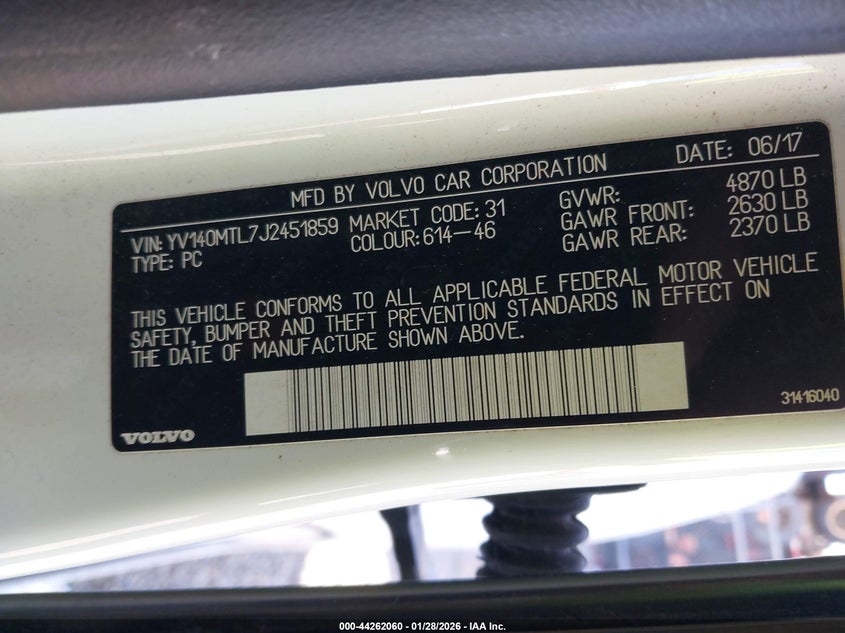 MFD BY VOLVO CAR CORPORATION DATE: 06/17
VIN: YV140MTL7J2451859 MARKET CODE: 31 GVWR: 4870 LB
TYPE: PC COLOUR: 614-46 GAWR FRONT: 2630 LB
GAWR REAR: 2370 LB
THIS VEHICLE CONFORMS TO ALL APPLICABLE FEDERAL MOTOR VEHICLE
SAFETY, BUMPER AND THEFT PREVENTION STANDARDS IN EFFECT ON
THE DATE OF MANUFACTURE SHOWN ABOVE.
31416040
VOLVO
000-44262060 - 01/28/2026 - IAA Inc.